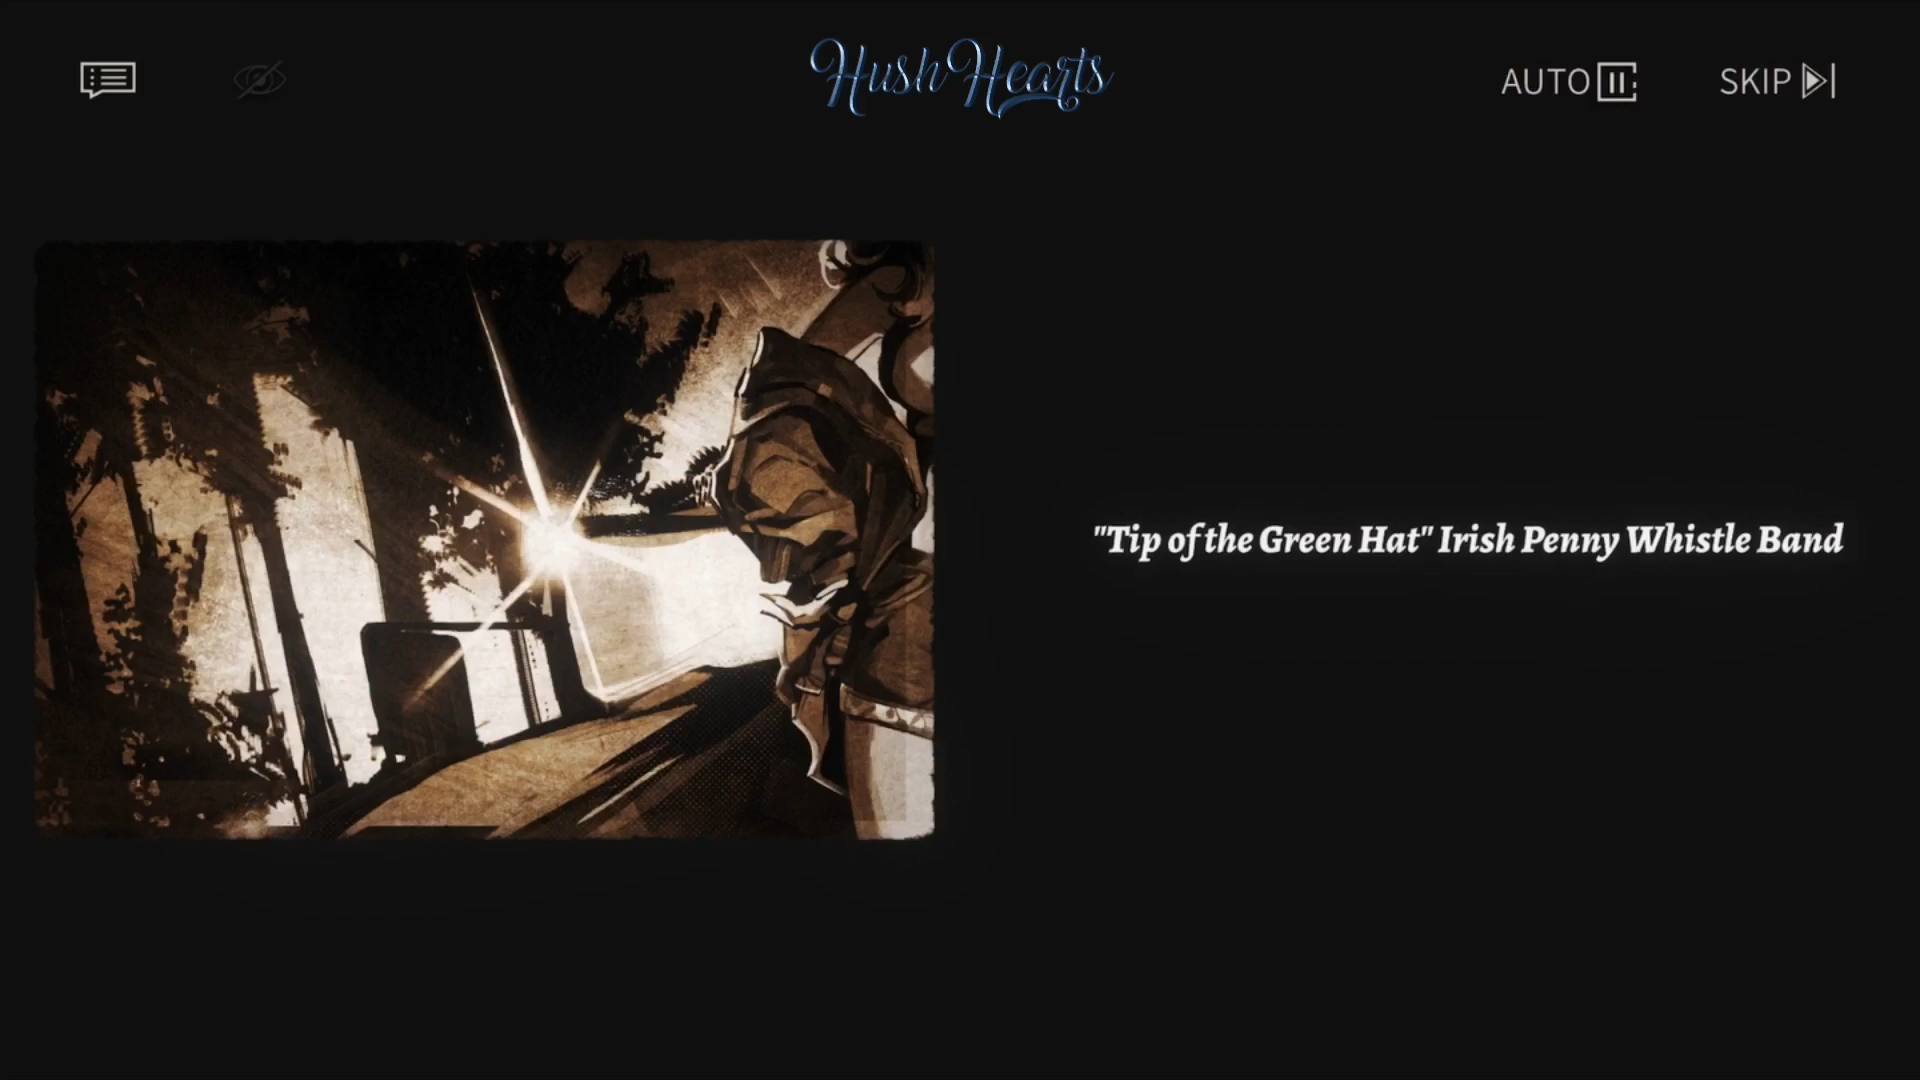 Hush Hearts
AUTO
SKIP
"Tip of the Green Hat" Irish Penny Whistle Band